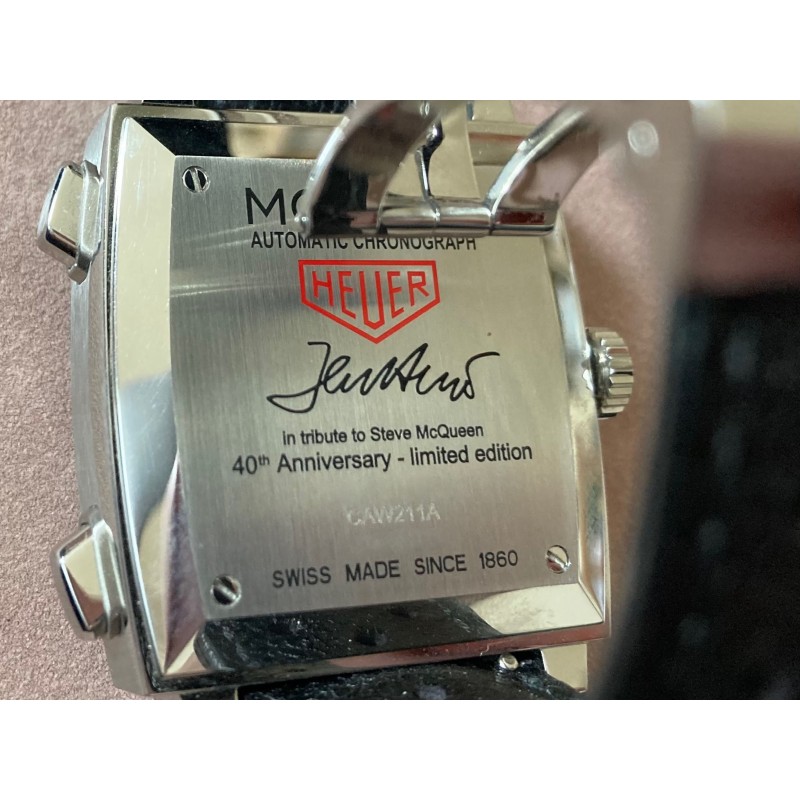 AUTOMATIC CHRONOGRAPH
HEUER
in tribute to Steve McQueen
40th Anniversary - limited edition
CAW211A
SWISS MADE SINCE 1860